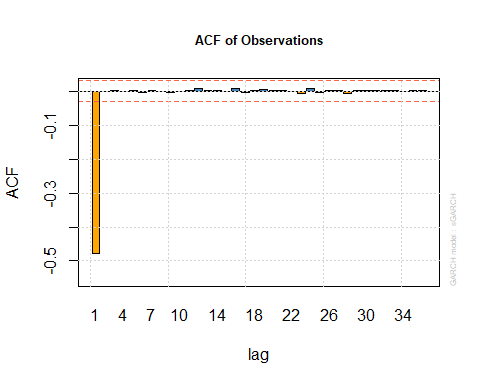 ACF of Observations
ACF
-0.1
-0.3
-0.5
1 4 7 10 14 18 22 26 30 34
lag
GARCH model : sGARCH